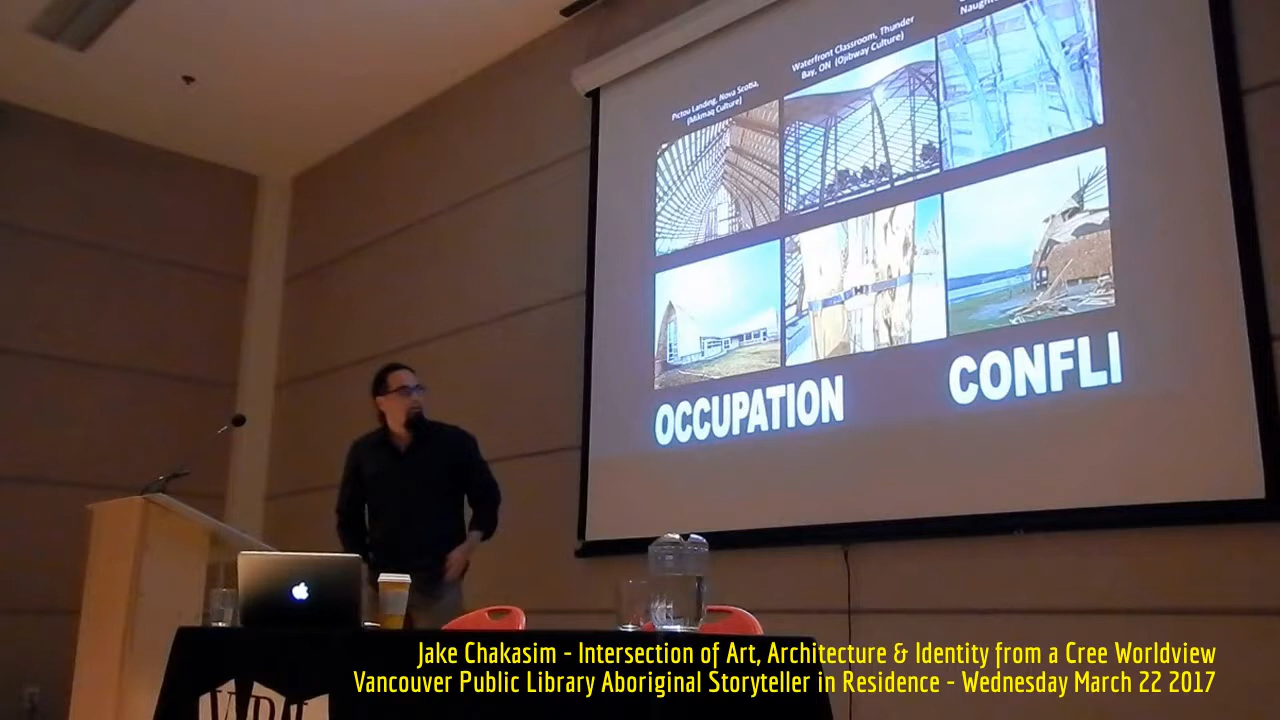 Naught
Waterfront Classroom, Thunder
Bay, ON (Ojibway Culture)
Pictou Landing, Nova Scotia,
(Mikmaq Culture)
OCCUPATION
CONFLI
Jake Chakasim - Intersection of Art, Architecture & Identity from a Cree Worldview
Vancouver Public Library Aboriginal Storyteller in Residence - Wednesday March 22 2017